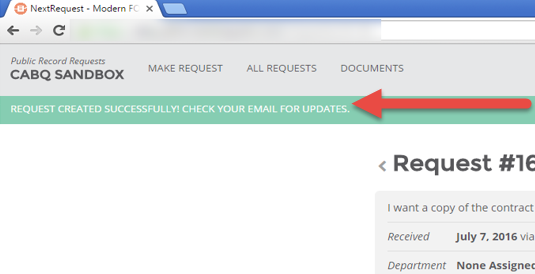 NextRequest - Modern FO
Public Record Requests
CABQ SANDBOX
MAKE REQUEST
ALL REQUESTS
DOCUMENTS
REQUEST CREATED SUCCESSFULLY! CHECK YOUR EMAIL FOR UPDATES.
Request #16
I want a copy of the contract
Received July 7, 2016 via
Department None Assigned